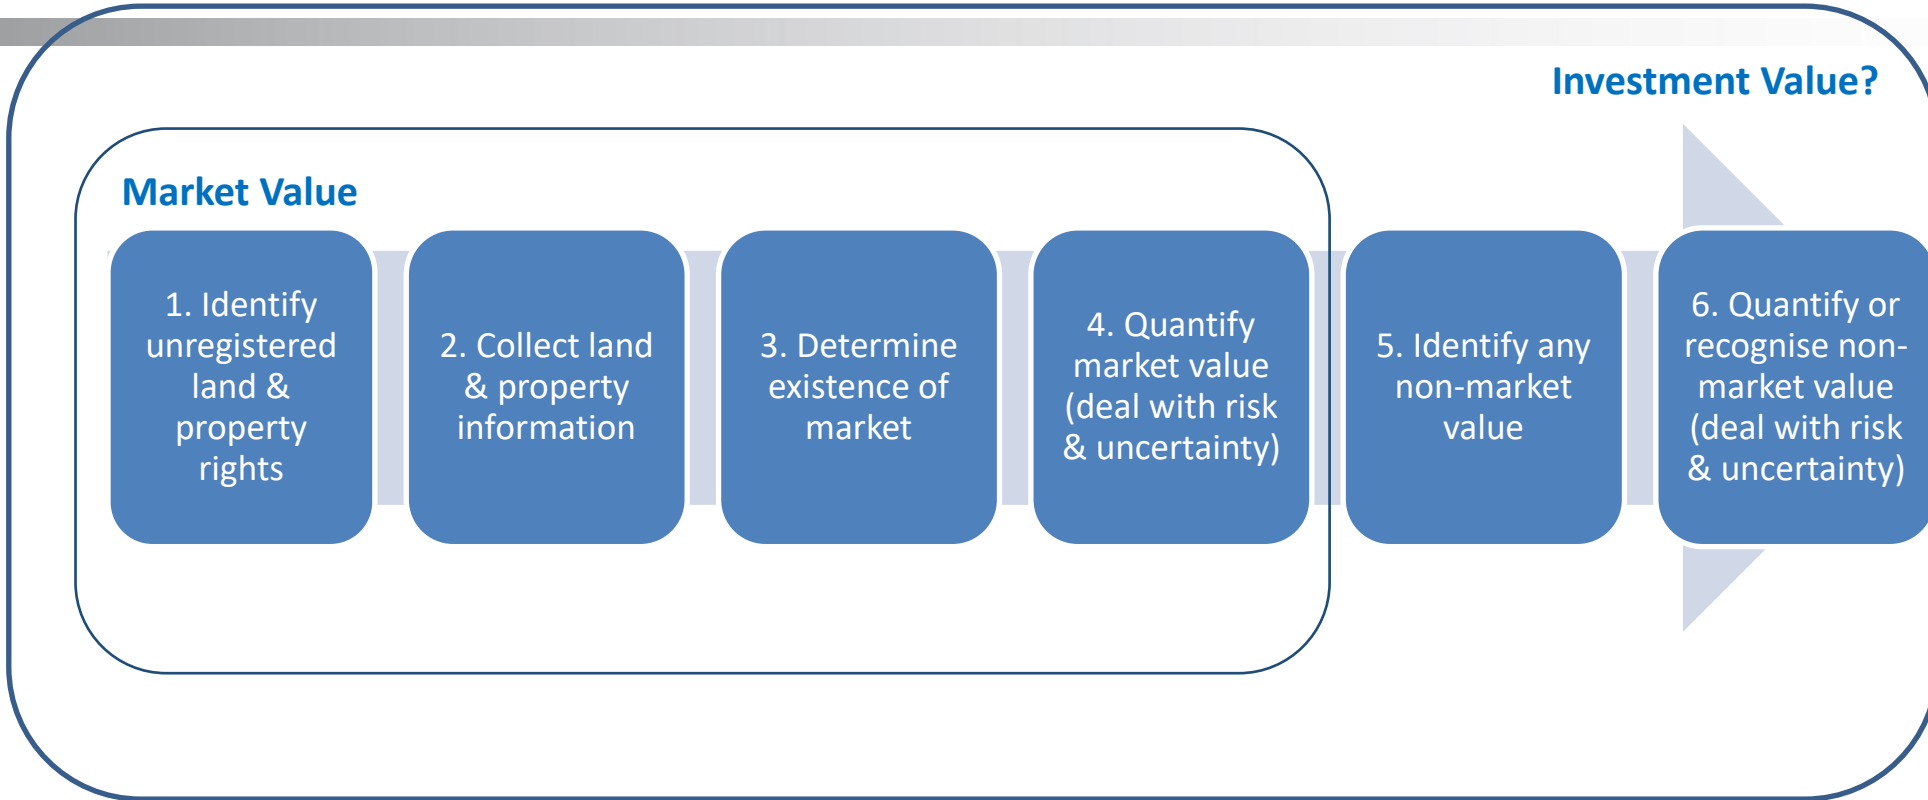 Investment Value?
Market Value
1. Identify
unregistered
land &
property
rights
2. Collect land
& property
information
3. Determine
existence of
market
4. Quantify
market value
(deal with risk
& uncertainty)
5. Identify any
non-market
value
6. Quantify or
recognise non-
market value
(deal with risk
& uncertainty)